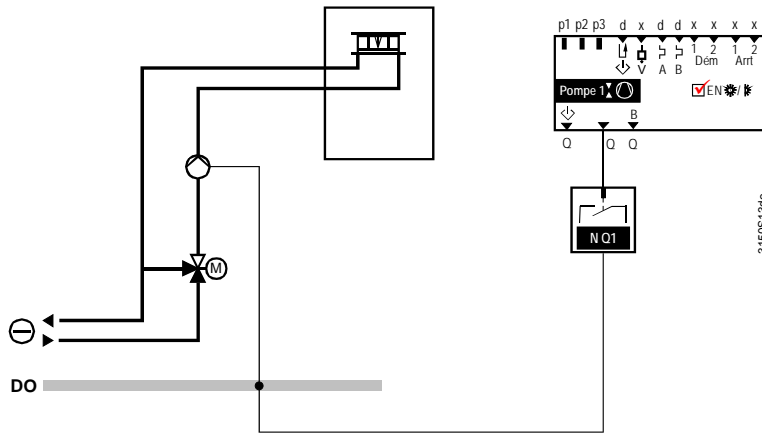 p1 p2 p3 d x d d x x x x
A B 1 2 1 2
V Dém Arrt
Pompe 1 EN /
B
Q Q Q
N Q1
M
DO